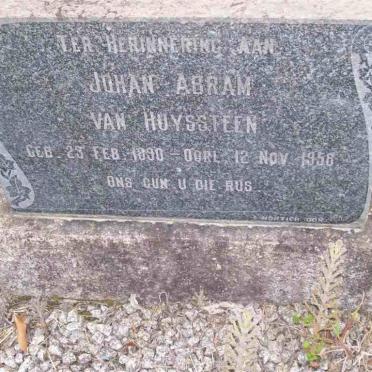 TER HERINNERING AAN
JOHAN ABRAM
VAN HUYSSTEEN
GEB. 23 FEB. 1890 - OORL. 12 NOV. 1958
ONS GUN U DIE RUS.